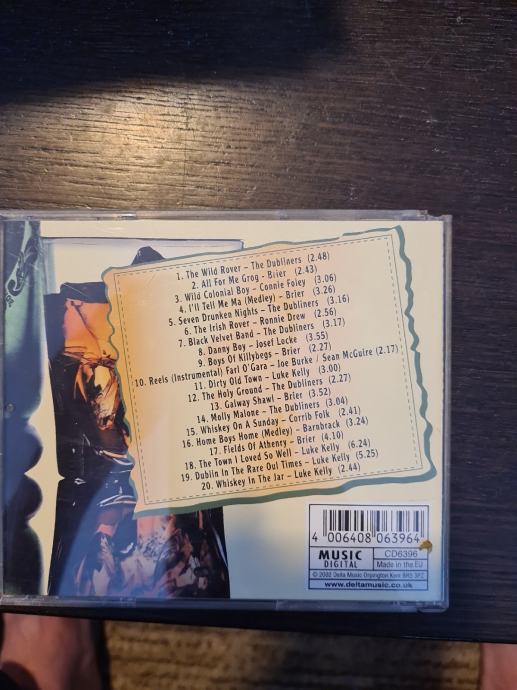 1. The Wild Rover – The Dubliners (2.48)
2. All For Me Grog - Brier (2.43)
3. Wild Colonial Boy – Connie Foley (3.06)
4. I'll Tell Me Ma (Medley) – Brier (3.26)
5. Seven Drunken Nights – The Dubliners (3.16)
6. The Irish Rover – Ronnie Drew (2.56)
7. Black Velvet Band – The Dubliners (3.17)
8. Danny Boy – Josef Locke (3.55)
9. Boys Of Killybegs – Brier (2.27)
10. Reels (Instrumental) Farl O'Gara – Joe Burke / Sean McGuire (2.17)
11. Dirty Old Town – Luke Kelly (3.00)
12. The Holy Ground – The Dubliners (2.27)
13. Galway Shawl – Brier (3.52)
14. Molly Malone – The Dubliners (3.04)
15. Whiskey On A Sunday – Corrib Folk (2.41)
16. Home Boys Home (Medley) – Barnbrack (3.24)
17. Fields Of Athenry – Brier (4.10)
18. The Town I Loved So Well – Luke Kelly (6.24)
19. Dublin In The Rare Oul Times – Luke Kelly (5.25)
20. Whiskey In The Jar – Luke Kelly (2.44)
4 006408 063964
MUSIC DIGITAL
CD6396
Made in the EU
© 2002 Delta Music Orpington Kent BR5 3PZ
www.deltamusic.co.uk